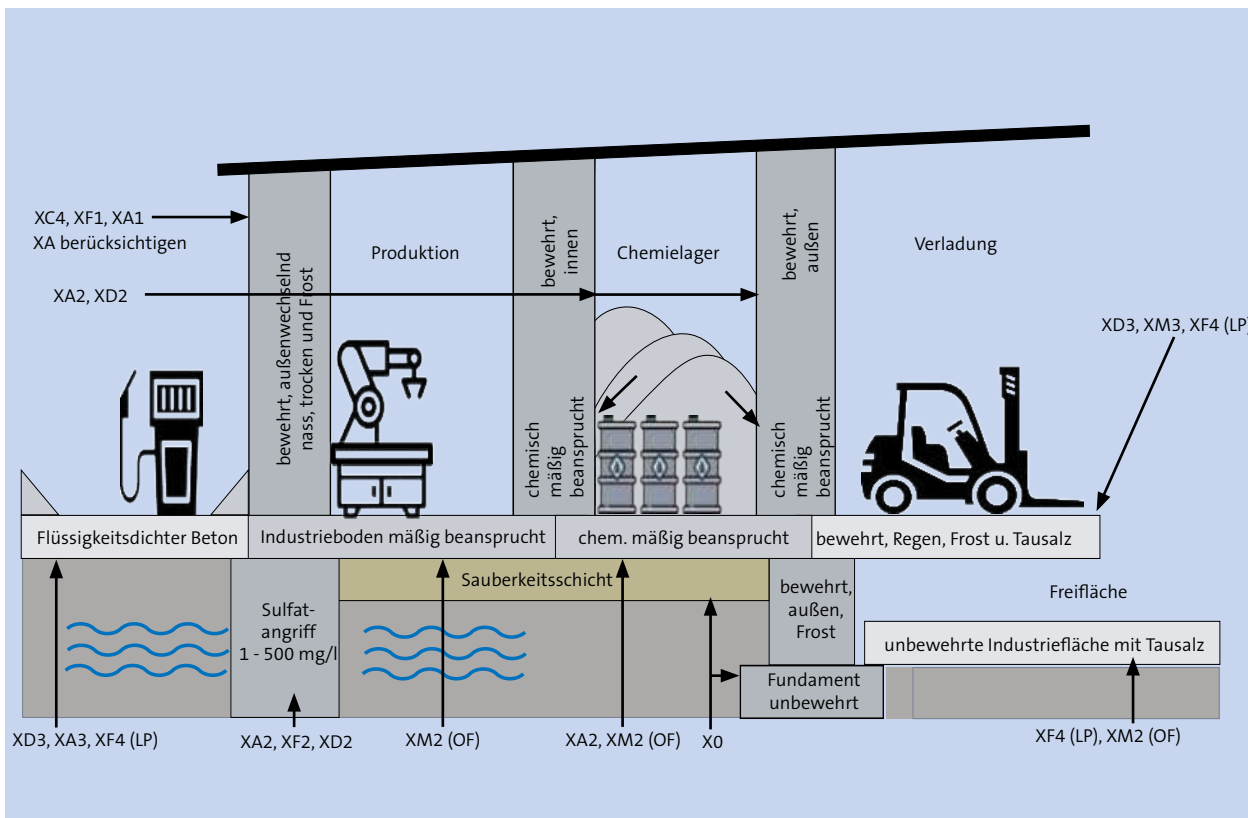 XC4, XF1, XA1
XA berücksichtigen
XA2, XD2
bewehrt, außenwechselnd
nass, trocken und Frost
Produktion
bewehrt,
innen
chemisch
mäßig
beansprucht
Chemielager
bewehrt,
außen
chemisch
mäßig
beansprucht
Verladung
XD3, XM3, XF4 (LP)
Flüssigkeitsdichter Beton
Industrieboden mäßig beansprucht
chem. mäßig beansprucht
bewehrt, Regen, Frost u. Tausalz
Sauberkeitsschicht
Sulfat-
angriff
1 - 500 mg/l
bewehrt,
außen,
Frost
Freifläche
unbewehrte Industriefläche mit Tausalz
Fundament
unbewehrt
XD3, XA3, XF4 (LP)
XA2, XF2, XD2
XM2 (OF)
XA2, XM2 (OF)
X0
XF4 (LP), XM2 (OF)